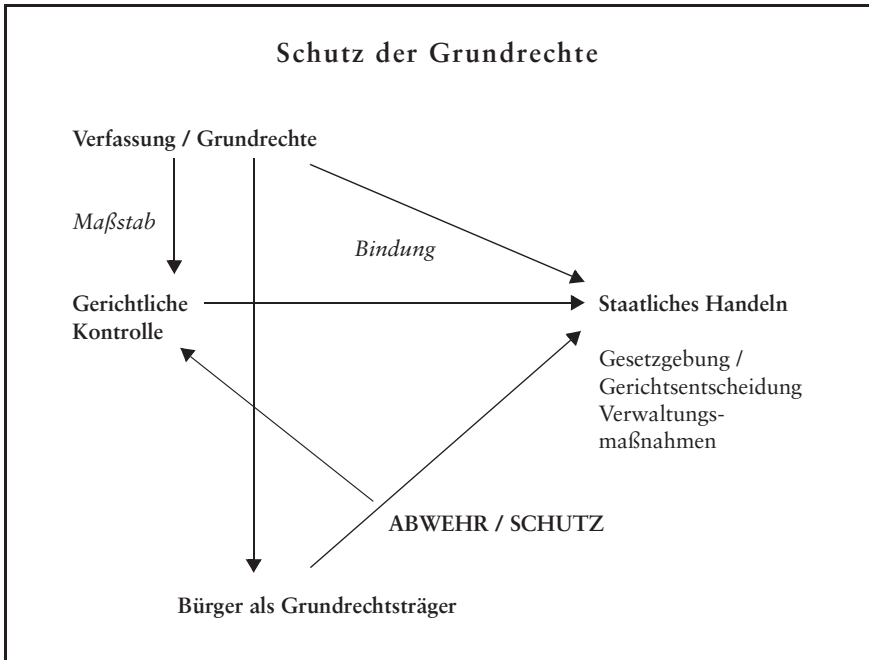 Schutz der Grundrechte
Verfassung / Grundrechte
Maßstab
Bindung
Gerichtliche
Kontrolle
Staatliches Handeln
Gesetzgebung /
Gerichtsentscheidung
Verwaltungs-
maßnahmen
ABWEHR / SCHUTZ
Bürger als Grundrechtsträger